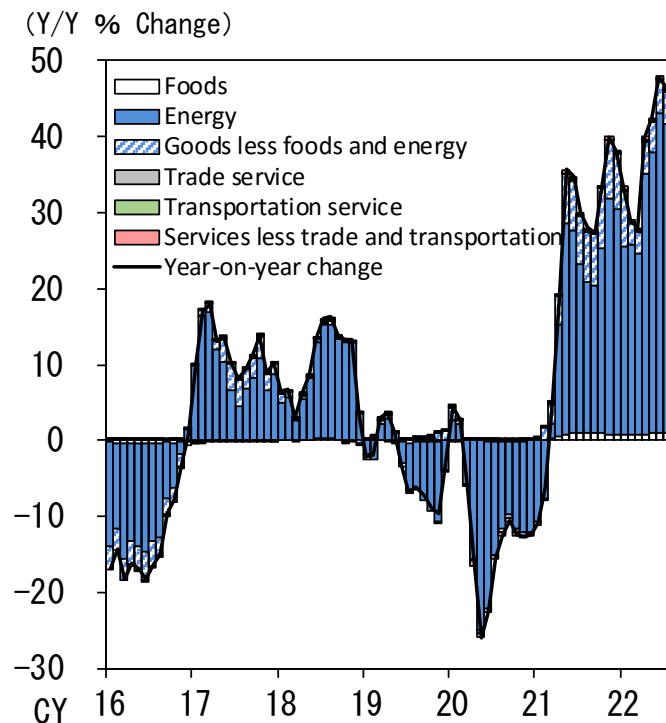 (Y/Y % Change)
50
40
30
20
10
0
-10
-20
-30
Foods
Energy
Goods less foods and energy
Trade service
Transportation service
Services less trade and transportation
Year-on-year change
CY 16 17 18 19 20 21 22